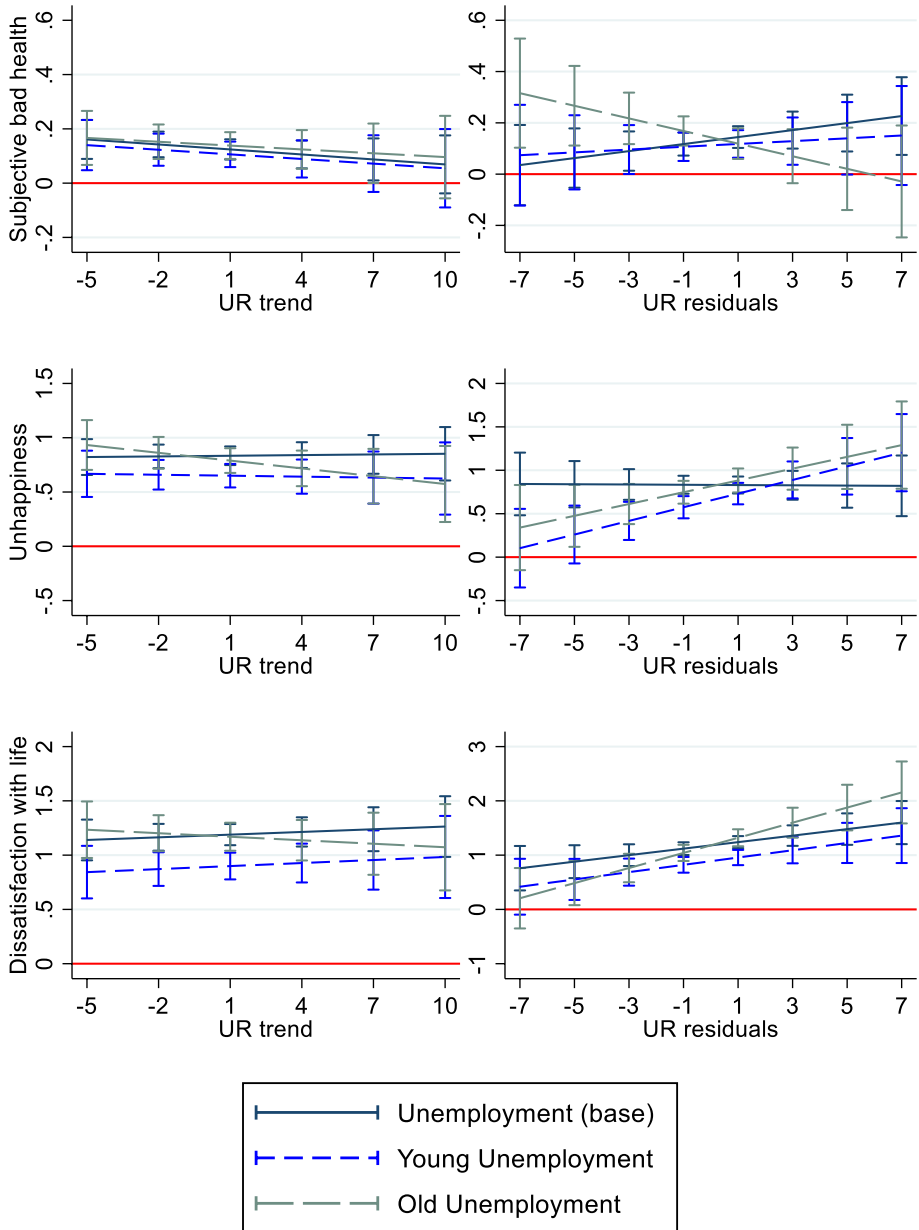 Subjective bad health
.6
.4
.2
0
-.2
-5 -2 1 4 7 10
UR trend
.6
.4
.2
0
-.2
-7 -5 -3 -1 1 3 5 7
UR residuals
Unhappiness
1.5
1
.5
0
-.5
-5 -2 1 4 7 10
UR trend
2
1.5
1
.5
0
-.5
-7 -5 -3 -1 1 3 5 7
UR residuals
Dissatisfaction with life
2
1.5
1
.5
0
-5 -2 1 4 7 10
UR trend
3
2
1
0
-1
-7 -5 -3 -1 1 3 5 7
UR residuals
Unemployment (base)
Young Unemployment
Old Unemployment